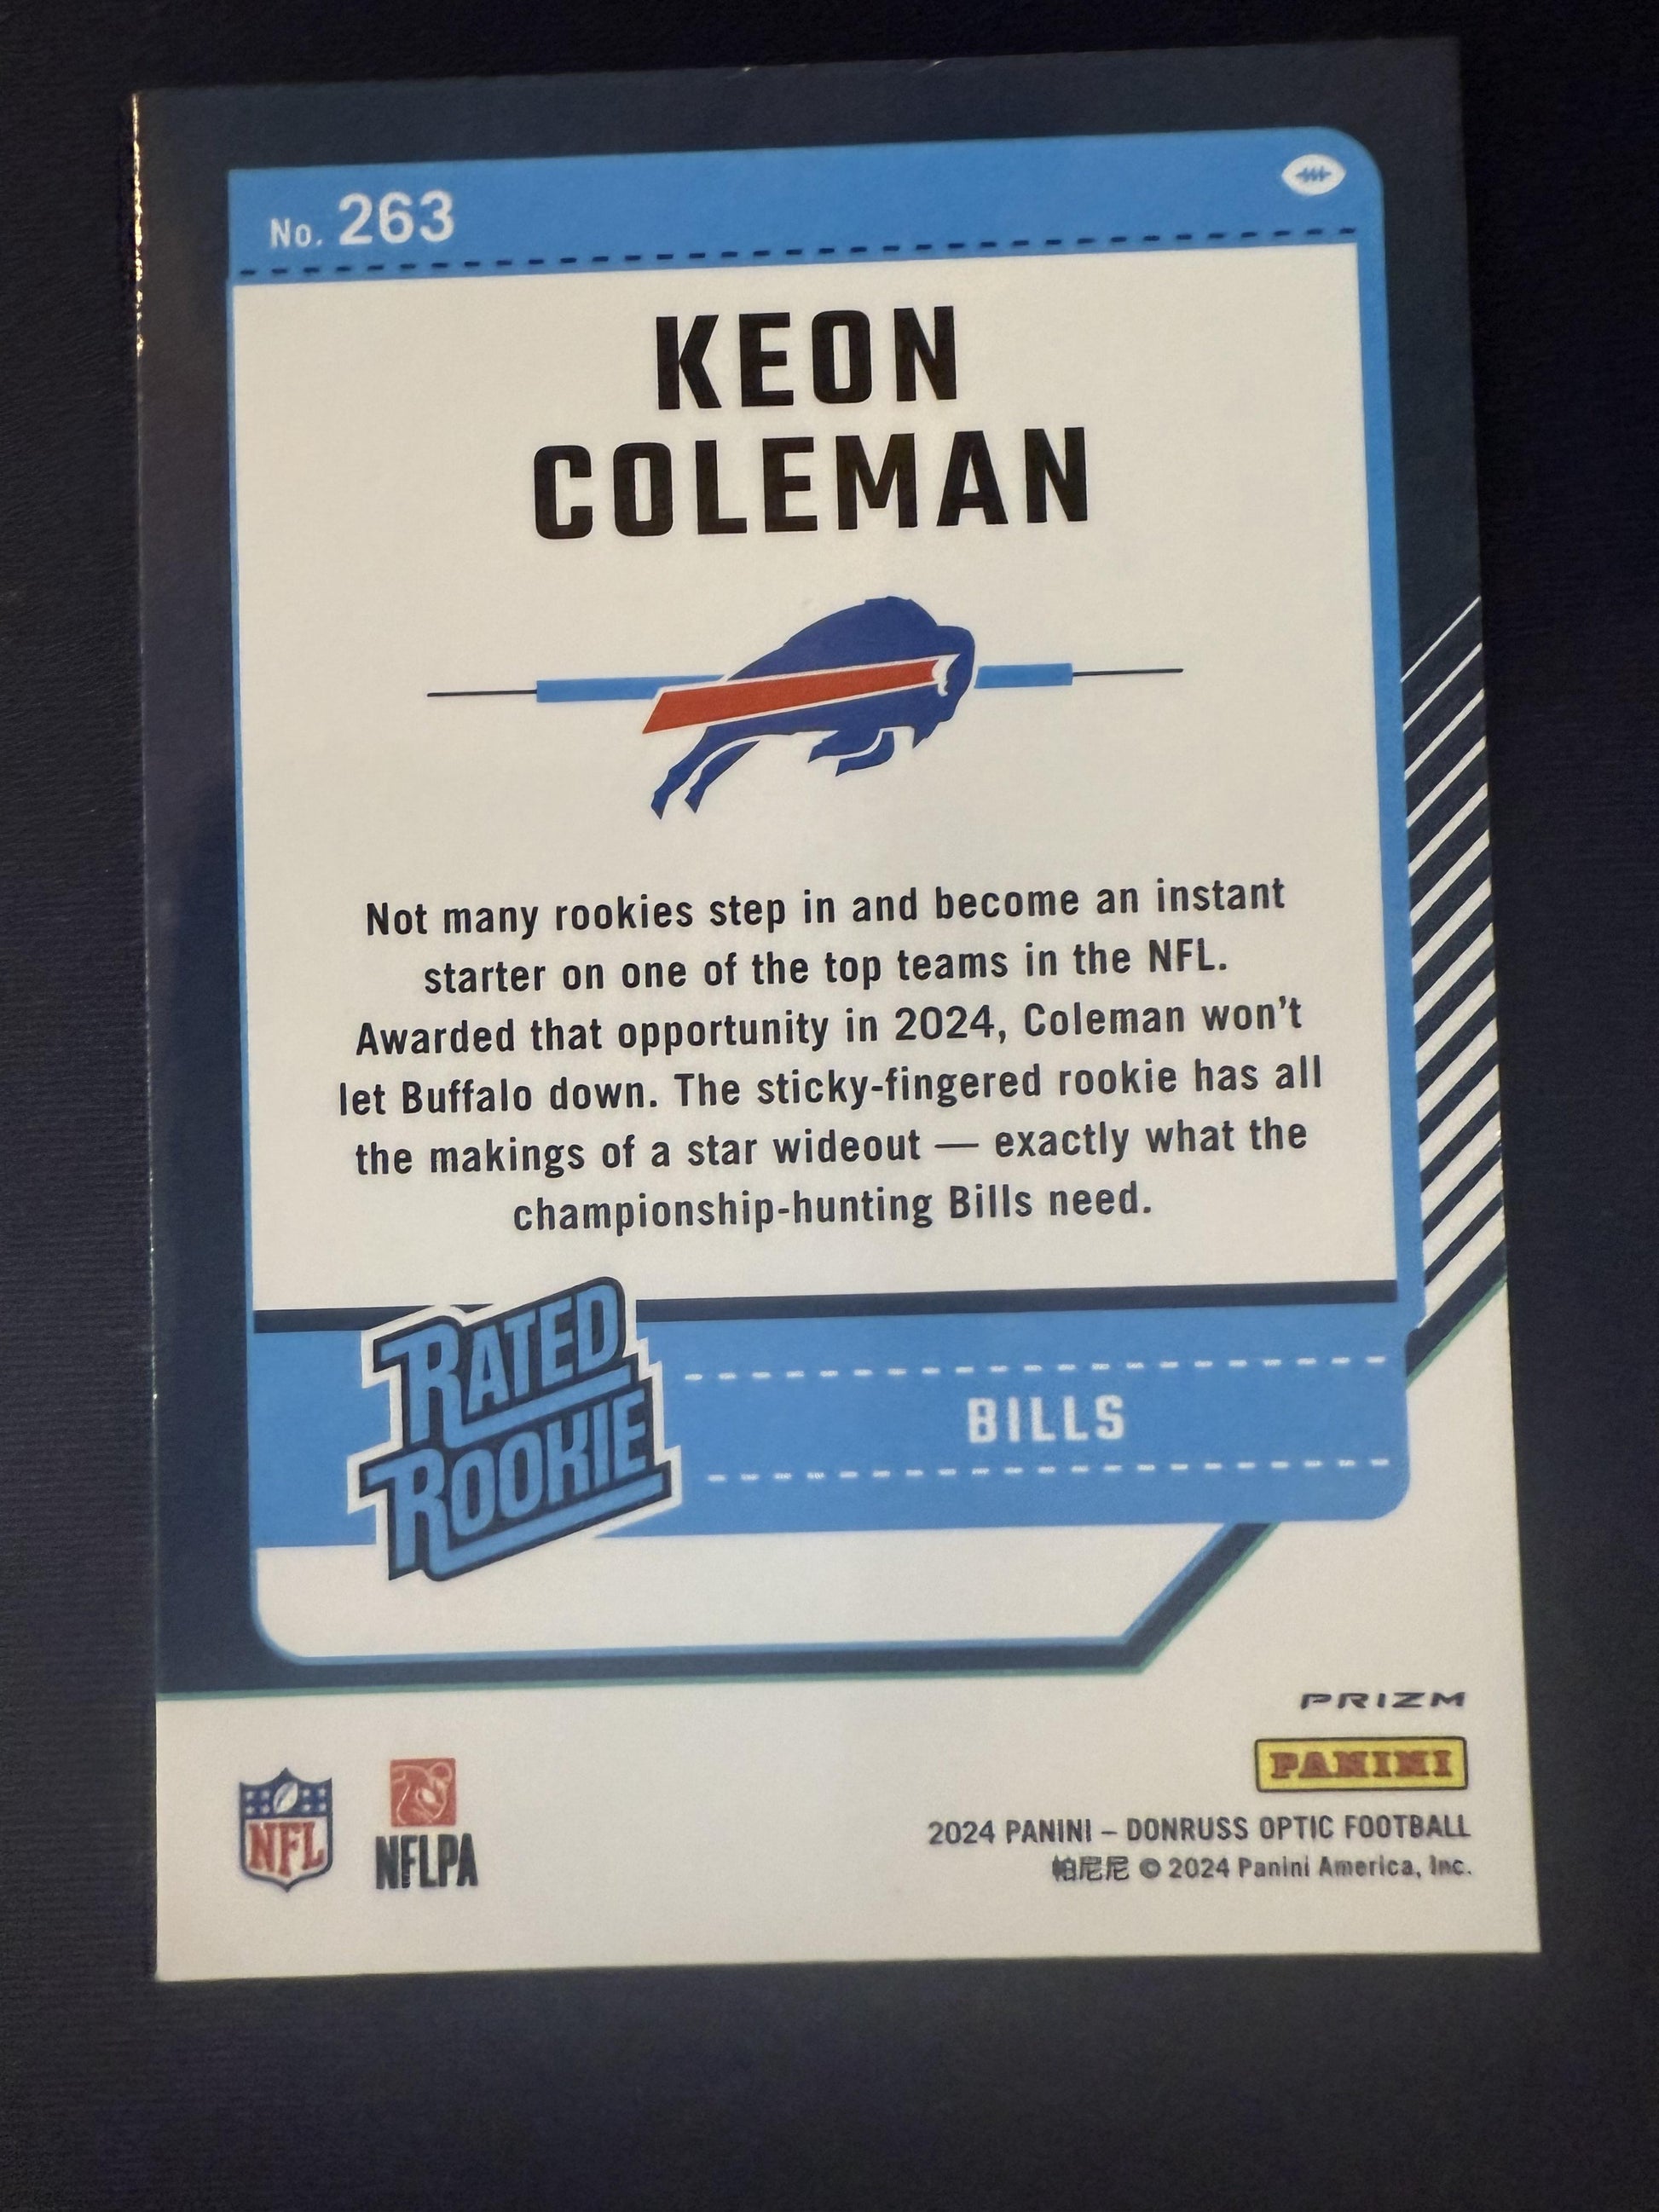 No. 263
KEON
COLEMAN
Not many rookies step in and become an instant
starter on one of the top teams in the NFL.
Awarded that opportunity in 2024, Coleman won't
let Buffalo down. The sticky-fingered rookie has all
the makings of a star wideout — exactly what the
championship-hunting Bills need.
RATED
ROOKIE
BILLS
PRIZM
PANINI
NFL
NFLPA
2024 PANINI – DONRUSS OPTIC FOOTBALL
帕尼尼 © 2024 Panini America, Inc.